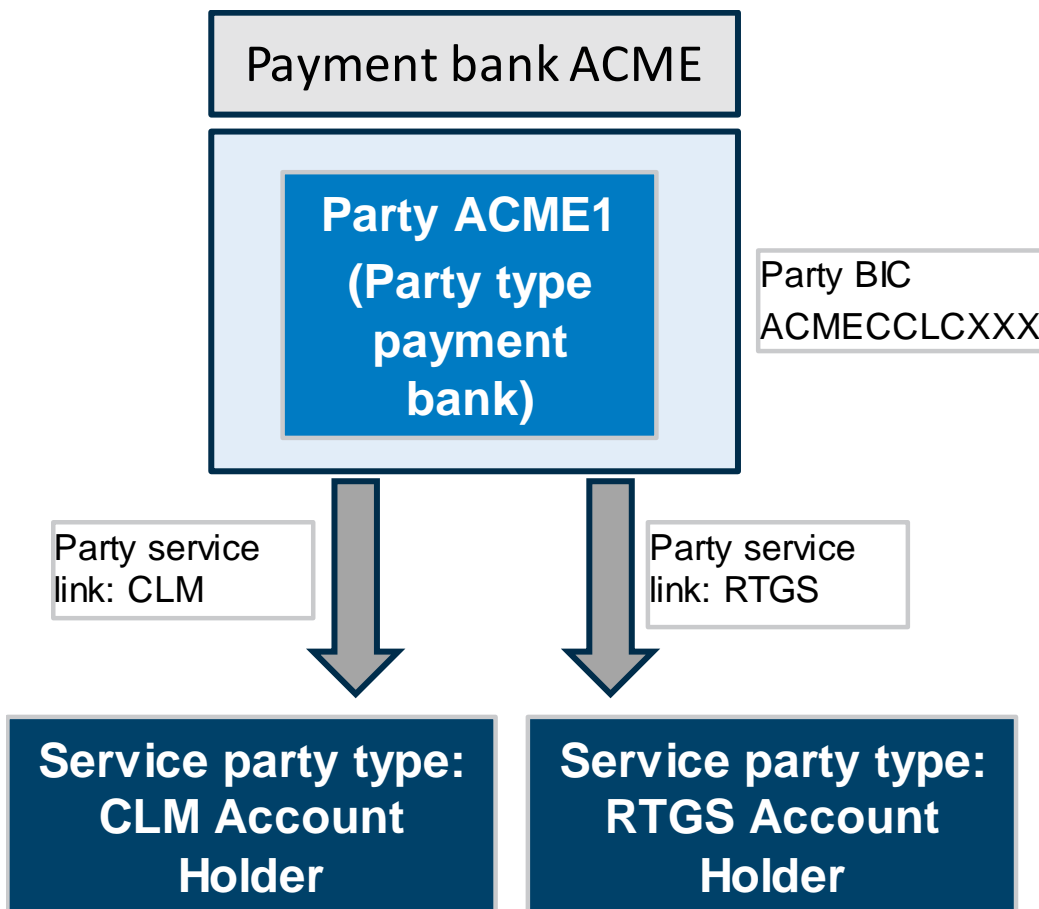 Payment bank ACME
Party ACME1
(Party type
payment
bank)
Party BIC
ACMECCLCXXX
Party service
link: CLM
Party service
link: RTGS
Service party type:
CLM Account
Holder
Service party type:
RTGS Account
Holder